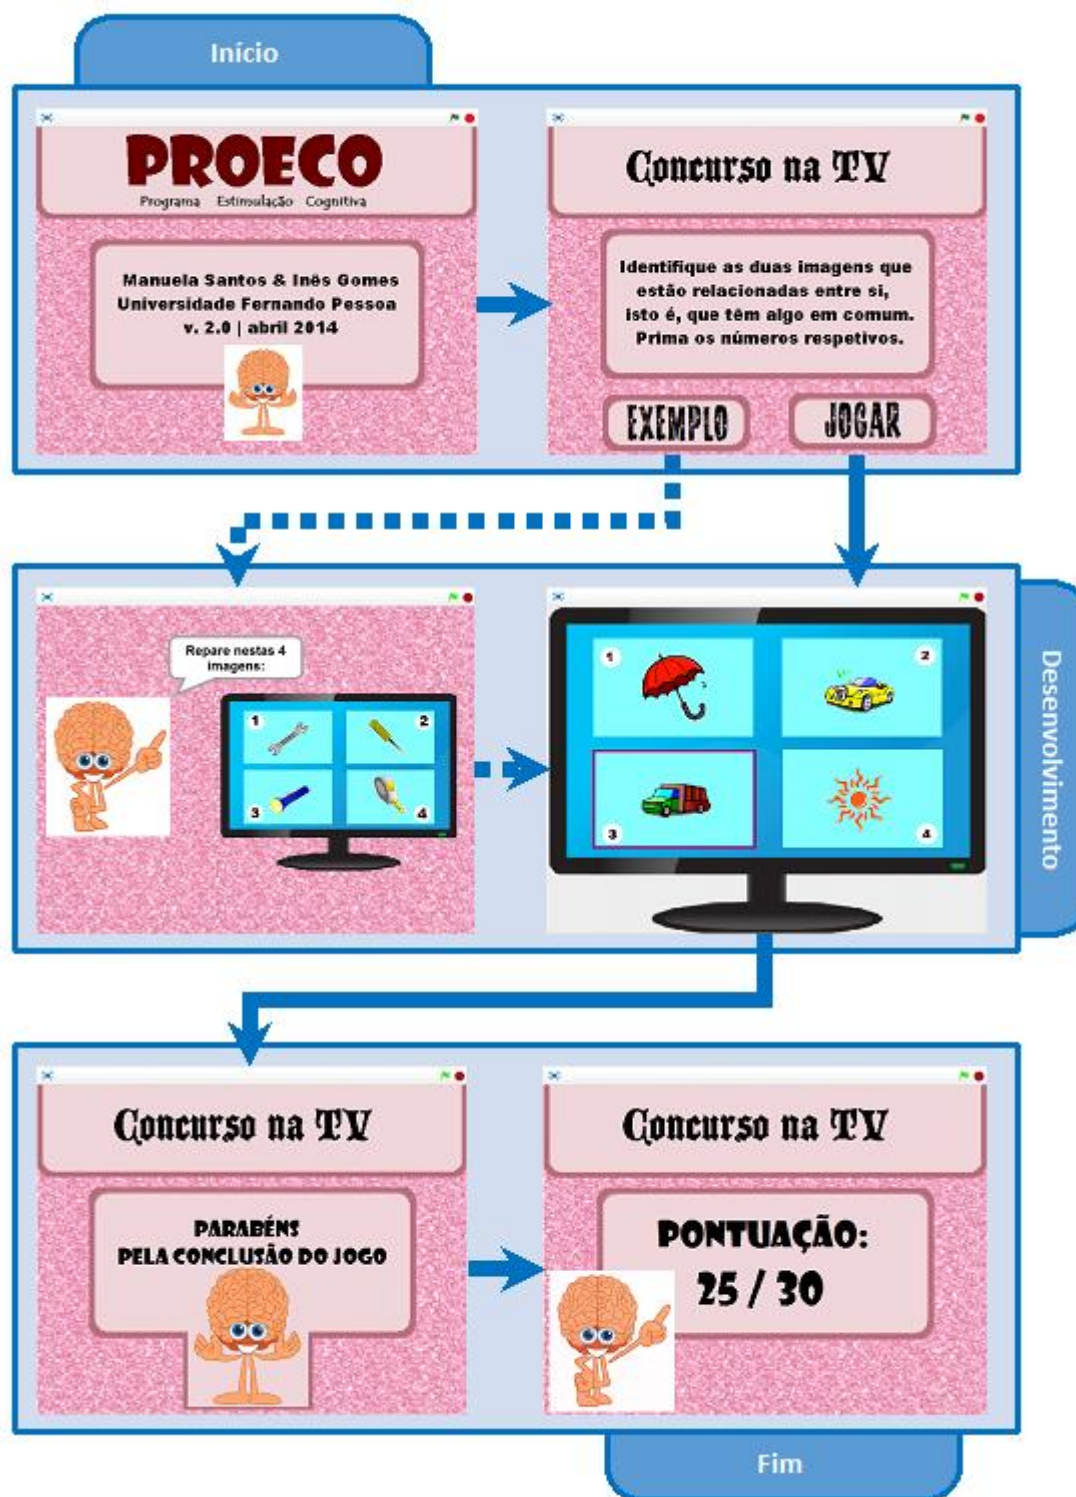 Início
PROECO
Programa Estimulação Cognitiva
Manuela Santos & Inês Gomes
Universidade Fernando Pessoa
v. 2.0 | abril 2014
Concurso na TV
Identifique as duas imagens que
estão relacionadas entre si,
isto é, que têm algo em comum.
Prima os números respetivos.
EXEMPLO
JOGAR
Desenvolvimento
Repare nestas 4
imagens:
1
2
3
4
1
2
3
4
Concurso na TV
PARABÉNS
PELA CONCLUSÃO DO JOGO
Concurso na TV
PONTUAÇÃO:
25 / 30
Fim